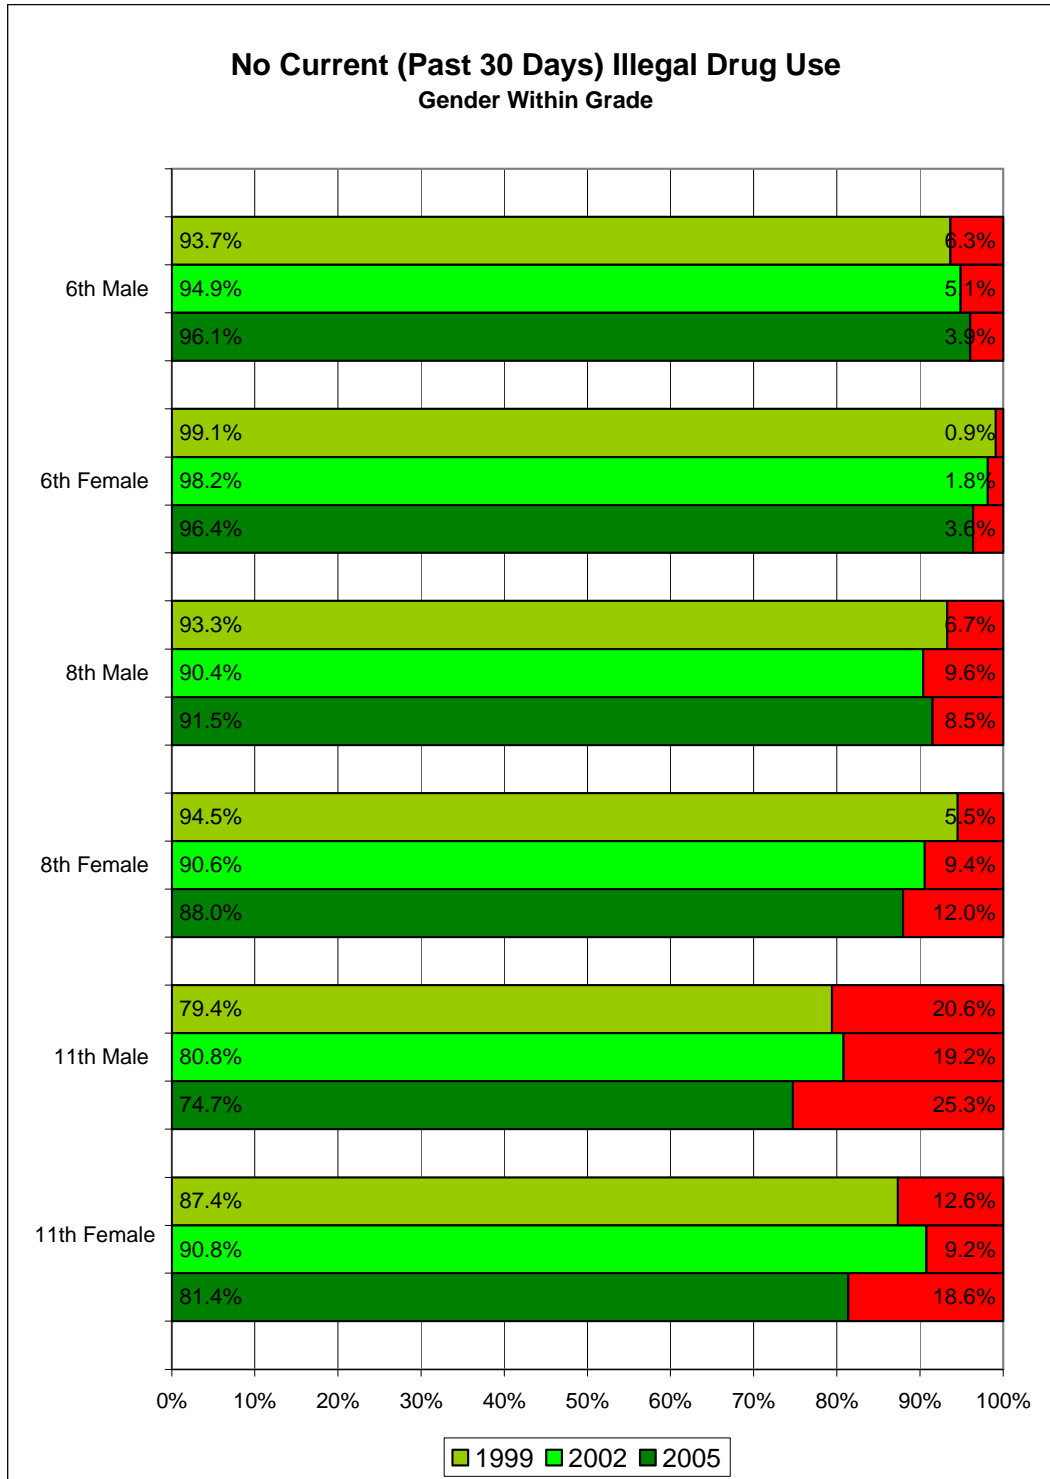 No Current (Past 30 Days) Illegal Drug Use
Gender Within Grade
93.7% 6.3%
6th Male 94.9% 5.1%
96.1% 3.9%
99.1% 0.9%
6th Female 98.2% 1.8%
96.4% 3.6%
93.3% 6.7%
8th Male 90.4% 9.6%
91.5% 8.5%
94.5% 5.5%
8th Female 90.6% 9.4%
88.0% 12.0%
79.4% 20.6%
11th Male 80.8% 19.2%
74.7% 25.3%
87.4% 12.6%
11th Female 90.8% 9.2%
81.4% 18.6%
0% 10% 20% 30% 40% 50% 60% 70% 80% 90% 100%
1999 2002 2005